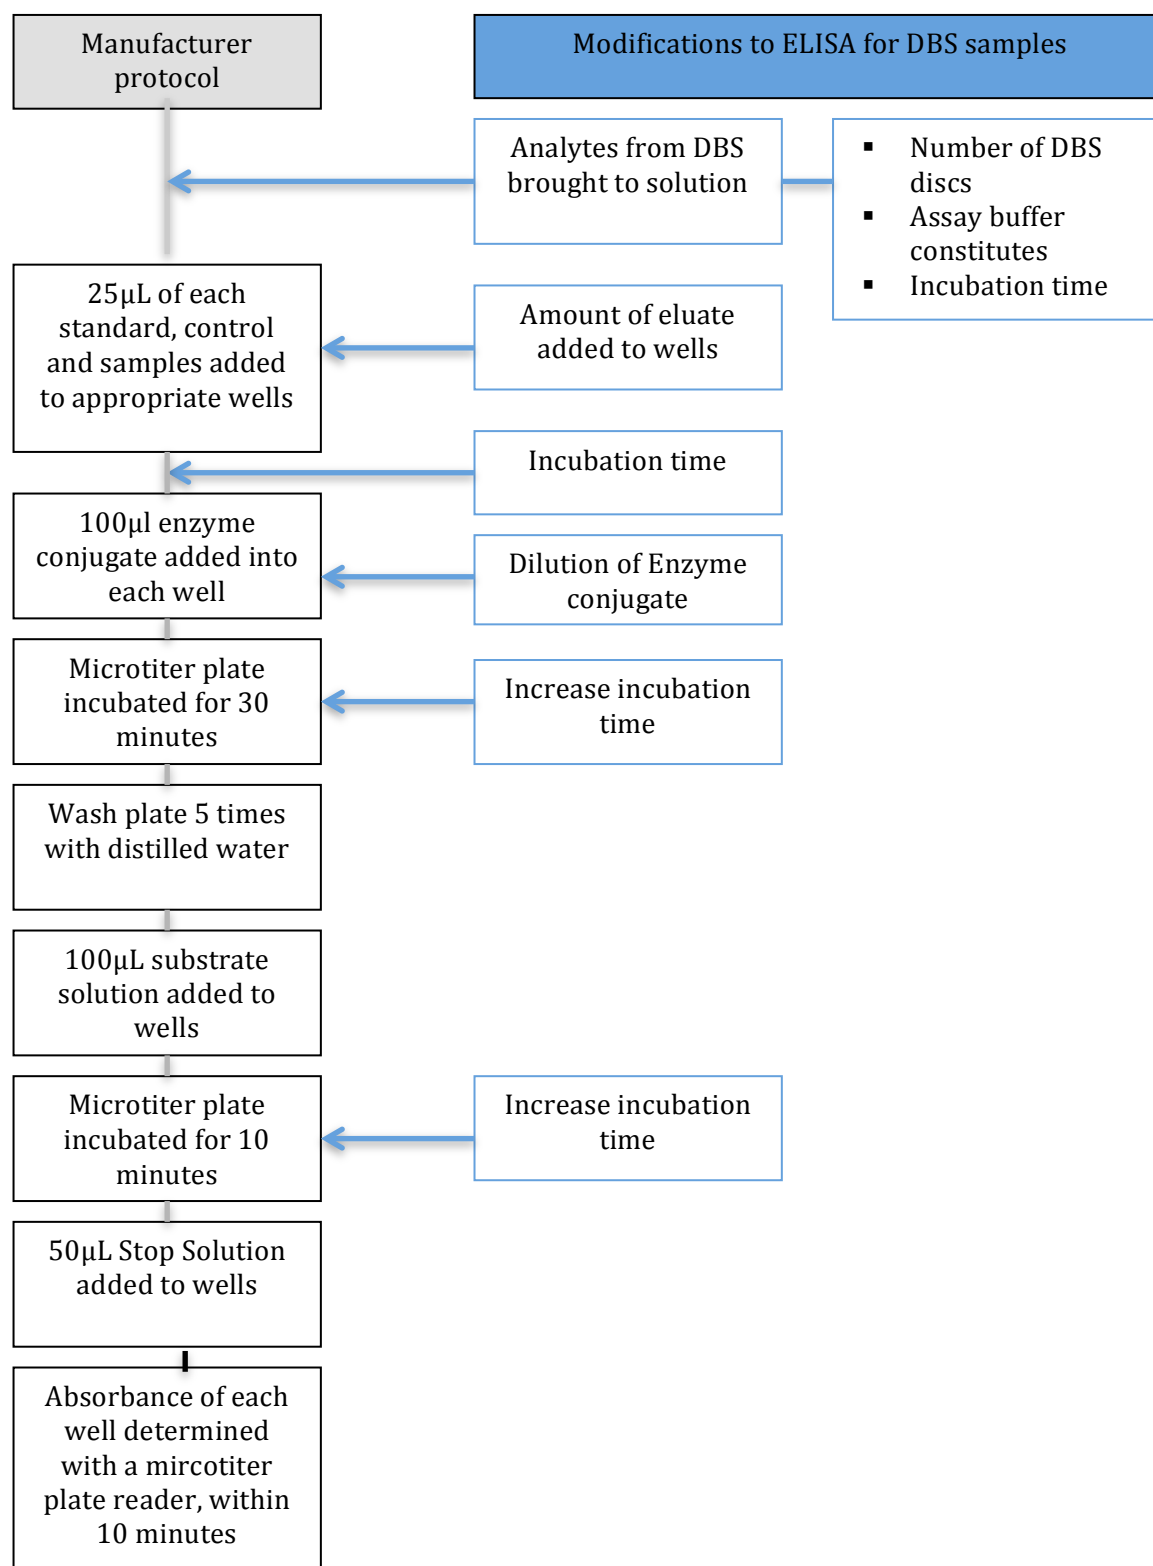 Manufacturer
protocol
Modifications to ELISA for DBS samples
Analytes from DBS
brought to solution
▪ Number of DBS
discs
▪ Assay buffer
constitutes
▪ Incubation time
25μL of each
standard, control
and samples added
to appropriate wells
Amount of eluate
added to wells
Incubation time
100μl enzyme
conjugate added into
each well
Dilution of Enzyme
conjugate
Microtiter plate
incubated for 30
minutes
Increase incubation
time
Wash plate 5 times
with distilled water
100μL substrate
solution added to
wells
Microtiter plate
incubated for 10
minutes
Increase incubation
time
50μL Stop Solution
added to wells
Absorbance of each
well determined
with a mircotiter
plate reader, within
10 minutes